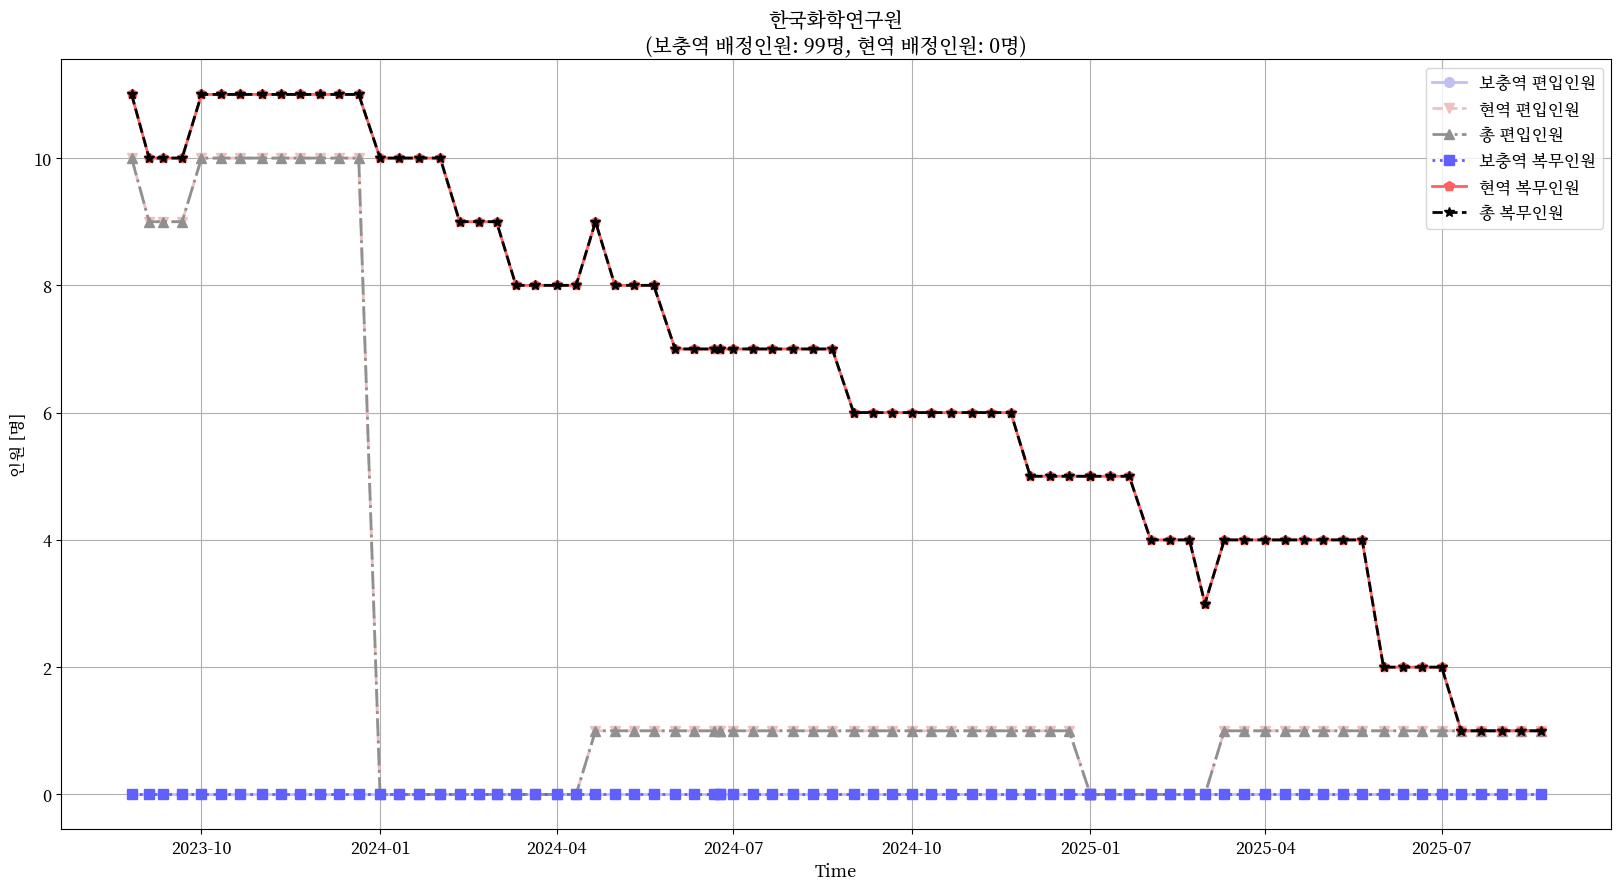 한국화학연구원
(보충역 배정인원: 99명, 현역 배정인원: 0명)
보충역 편입인원
현역 편입인원
총 편입인원
보충역 복무인원
현역 복무인원
총 복무인원
인원 [명]
10
8
6
4
2
0
2023-10
2024-01
2024-04
2024-07
2024-10
2025-01
2025-04
2025-07
Time